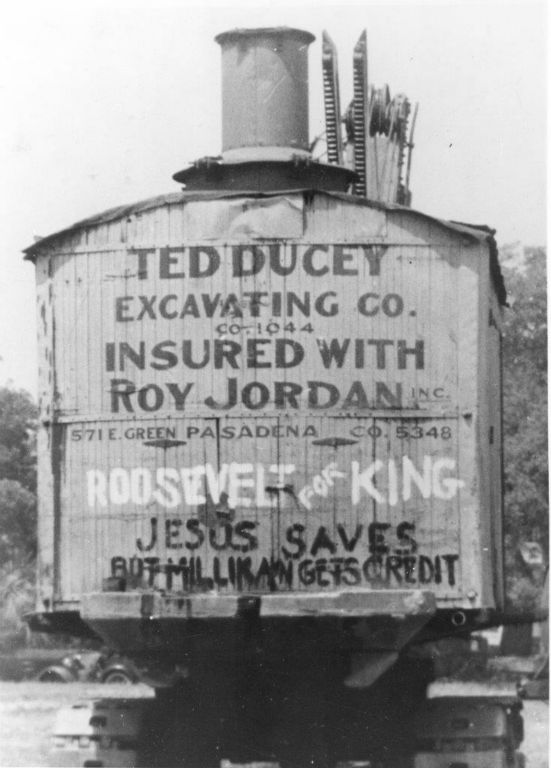 TED DUCEY
EXCAVATING CO.
CO. 1044
INSURED WITH
ROY JORDAN INC.
571 E. GREEN PASADENA CO. 5348
ROOSEVELT FOR KING
JESUS SAVES
BUT MILLIKAN GETS CREDIT